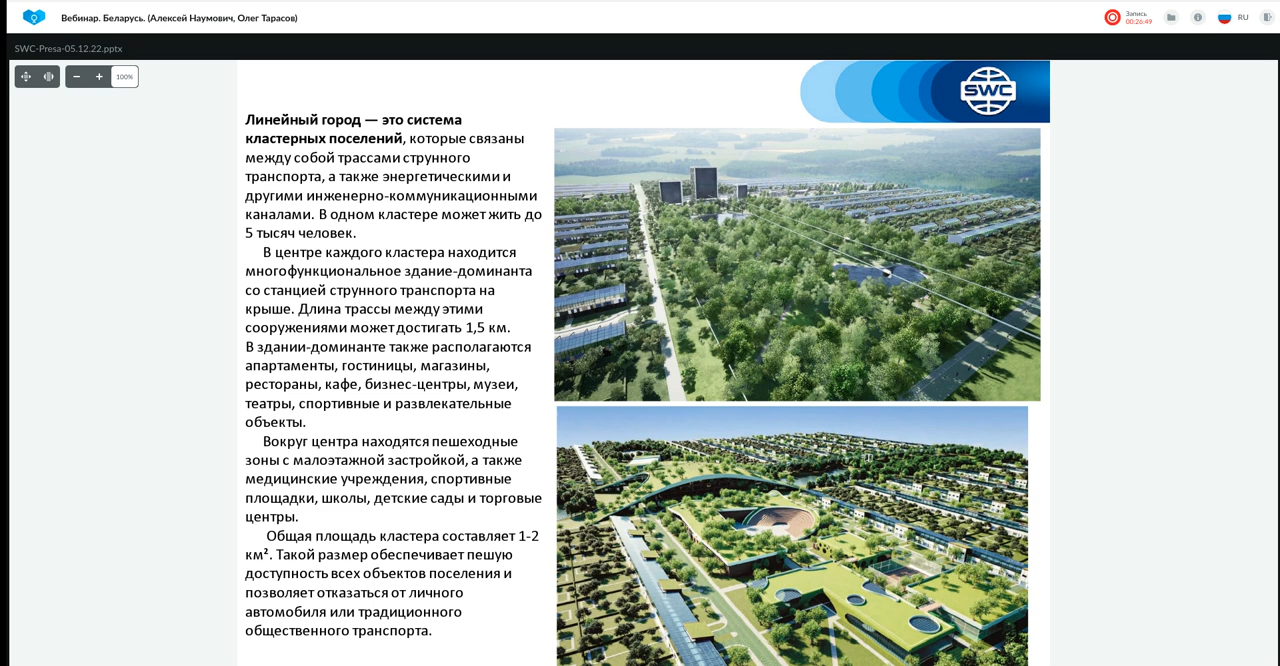 Вебинар. Беларусь. (Алексей Наумович, Олег Тарасов)
Запись
00:26:49
RU
SWC-Presa-05.12.22.pptx
100%
SWC
Линейный город — это система
кластерных поселений, которые связаны
между собой трассами струнного
транспорта, а также энергетическими и
другими инженерно-коммуникационными
каналами. В одном кластере может жить до
5 тысяч человек.
В центре каждого кластера находится
многофункциональное здание-доминанта
со станцией струнного транспорта на
крыше. Длина трассы между этими
сооружениями может достигать 1,5 км.
В здании-доминанте также располагаются
апартаменты, гостиницы, магазины,
рестораны, кафе, бизнес-центры, музеи,
театры, спортивные и развлекательные
объекты.
Вокруг центра находятся пешеходные
зоны с малоэтажной застройкой, а также
медицинские учреждения, спортивные
площадки, школы, детские сады и торговые
центры.
Общая площадь кластера составляет 1-2
км². Такой размер обеспечивает пешую
доступность всех объектов поселения и
позволяет отказаться от личного
автомобиля или традиционного
общественного транспорта.